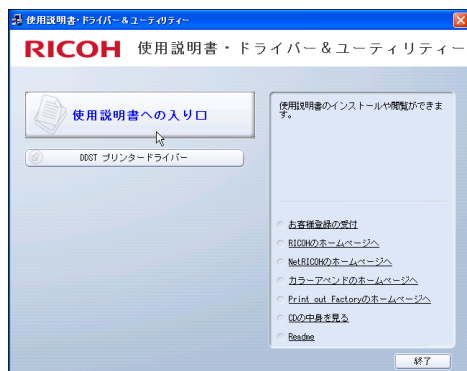 使用説明書・ドライバー＆ユーティリティー
RICOH 使用説明書・ドライバー＆ユーティリティー
使用説明書への入り口
DDST プリンタードライバー
使用説明書のインストールや閲覧ができま
す。
お客様登録の受付
RICOHのホームページへ
NetRICOHのホームページへ
カラーアペンドのホームページへ
Print out Factoryのホームページへ
CDの中身を見る
Readme
終了